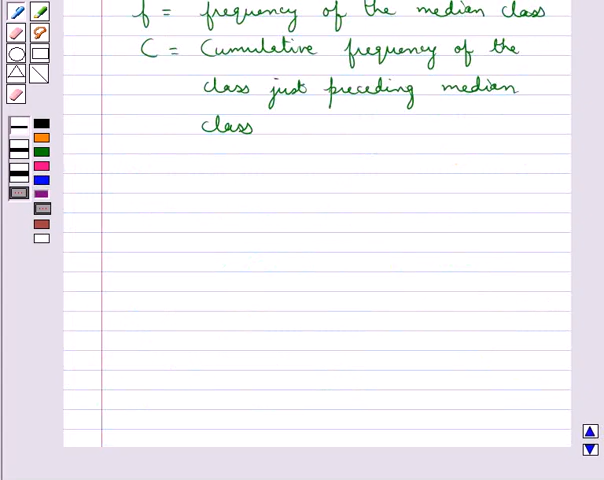 f = frequency of the median class
C = Cumulative frequency of the
class just preceding median
class